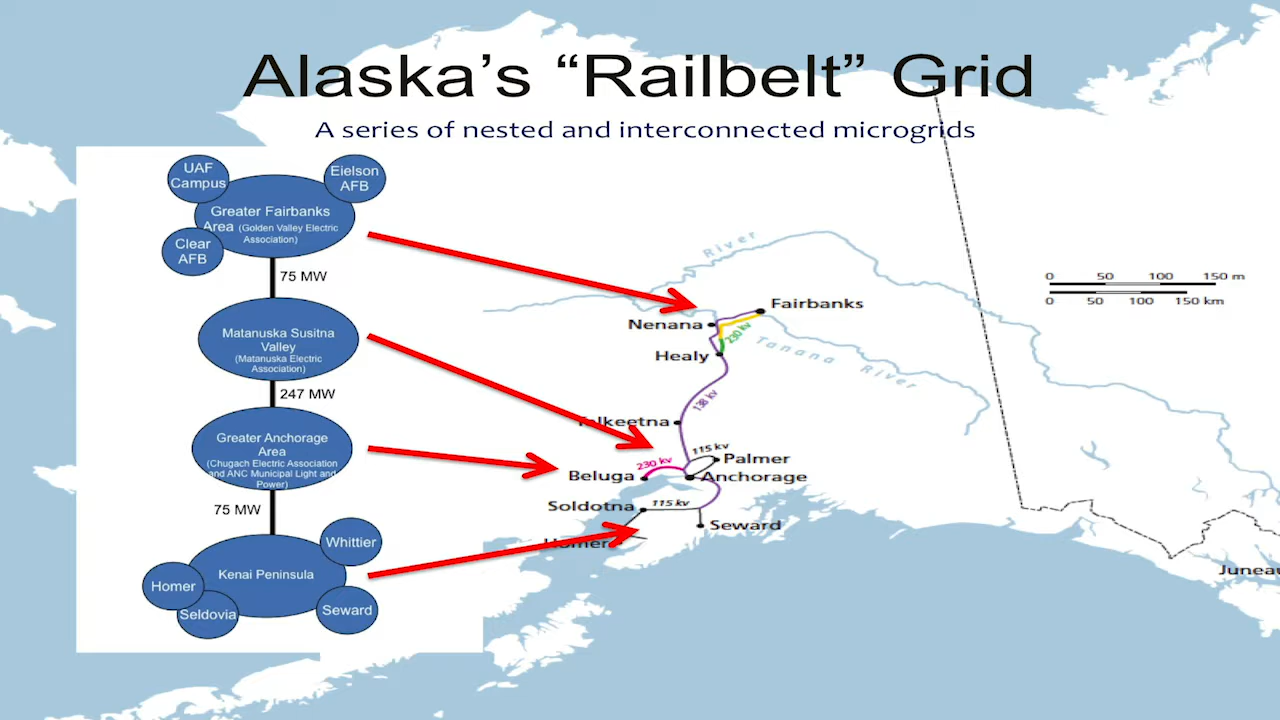 Alaska's “Railbelt” Grid
A series of nested and interconnected microgrids
UAF
Campus
Eielson
AFB
Greater Fairbanks
Area (Golden Valley Electric
Association)
Clear
AFB
75 MW
Matanuska Susitna
Valley
(Matanuska Electric
Association)
247 MW
Greater Anchorage
Area
(Chugach Electric Association
and ANC Municipal Light and
Power)
75 MW
Whittier
Kenai Peninsula
Homer
Seldovia
Seward
River
0 50 100 150 m
0 50 100 150 km
Fairbanks
Nenana
230 kv
Healy
Tanana River
138 kv
Talkeetna
115 kv
Palmer
230 kv
Beluga
Anchorage
Soldotna
115 kv
Seward
Homer
Juneau